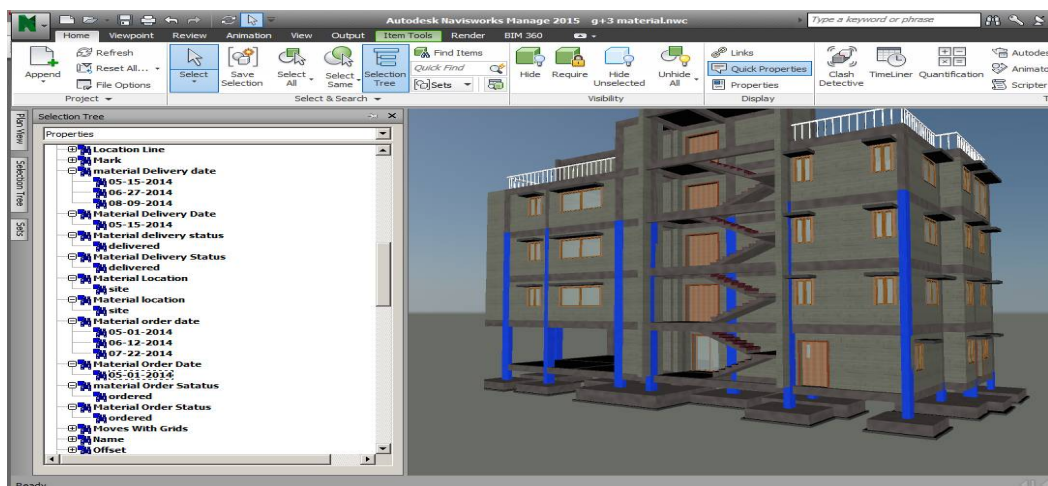 Autodesk Navisworks Manage 2015 g+3 material.nwc
Type a keyword or phrase
Home Viewpoint Review Animation View Output Item Tools Render BIM 360
Append
Refresh
Reset All...
File Options
Project
Select
Save Selection
Select All
Select Same
Selection Tree
Find Items
Quick Find
Sets
Select & Search
Hide
Require
Hide Unselected
Unhide All
Visibility
Links
Quick Properties
Properties
Display
Clash Detective
TimeLiner
Quantification
Autodes
Animato
Scripter
T
Plan View
Selection Tree
Sets
Selection Tree
Properties
Location Line
Mark
material Delivery date
05-15-2014
06-27-2014
08-09-2014
Material Delivery Date
05-15-2014
Material delivery status
delivered
Material Delivery Status
delivered
Material Location
site
Material location
site
Material order date
05-01-2014
06-12-2014
07-22-2014
Material Order Date
05-01-2014
material Order Satatus
ordered
Material Order Status
ordered
Moves With Grids
Name
Offset
Ready